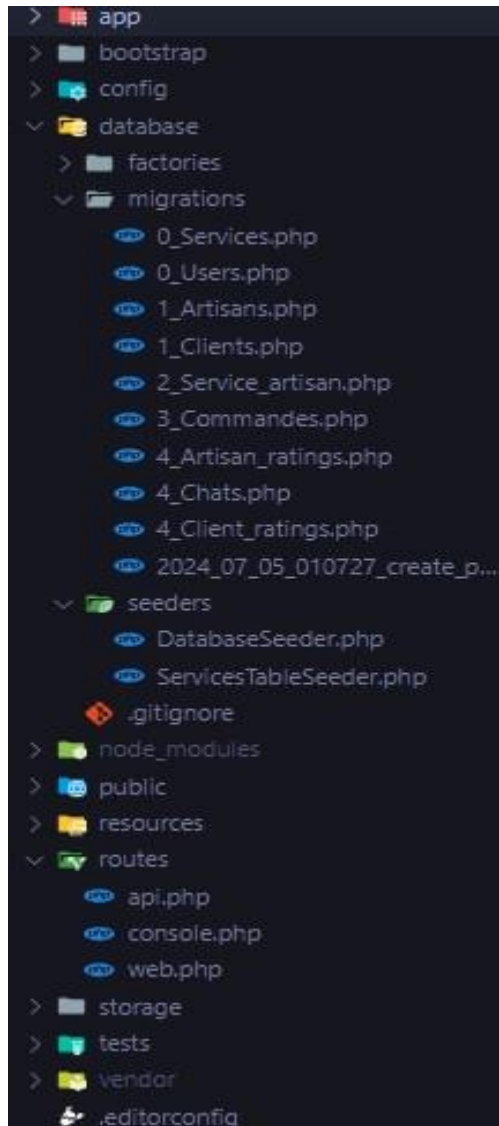 app
bootstrap
config
database
factories
migrations
0_Services.php
0_Users.php
1_Artisans.php
1_Clients.php
2_Service_artisan.php
3_Commandes.php
4_Artisan_ratings.php
4_Chats.php
4_Client_ratings.php
2024_07_05_010727_create_p...
seeders
DatabaseSeeder.php
ServicesTableSeeder.php
.gitignore
node_modules
public
resources
routes
api.php
console.php
web.php
storage
tests
vendor
.editorconfig